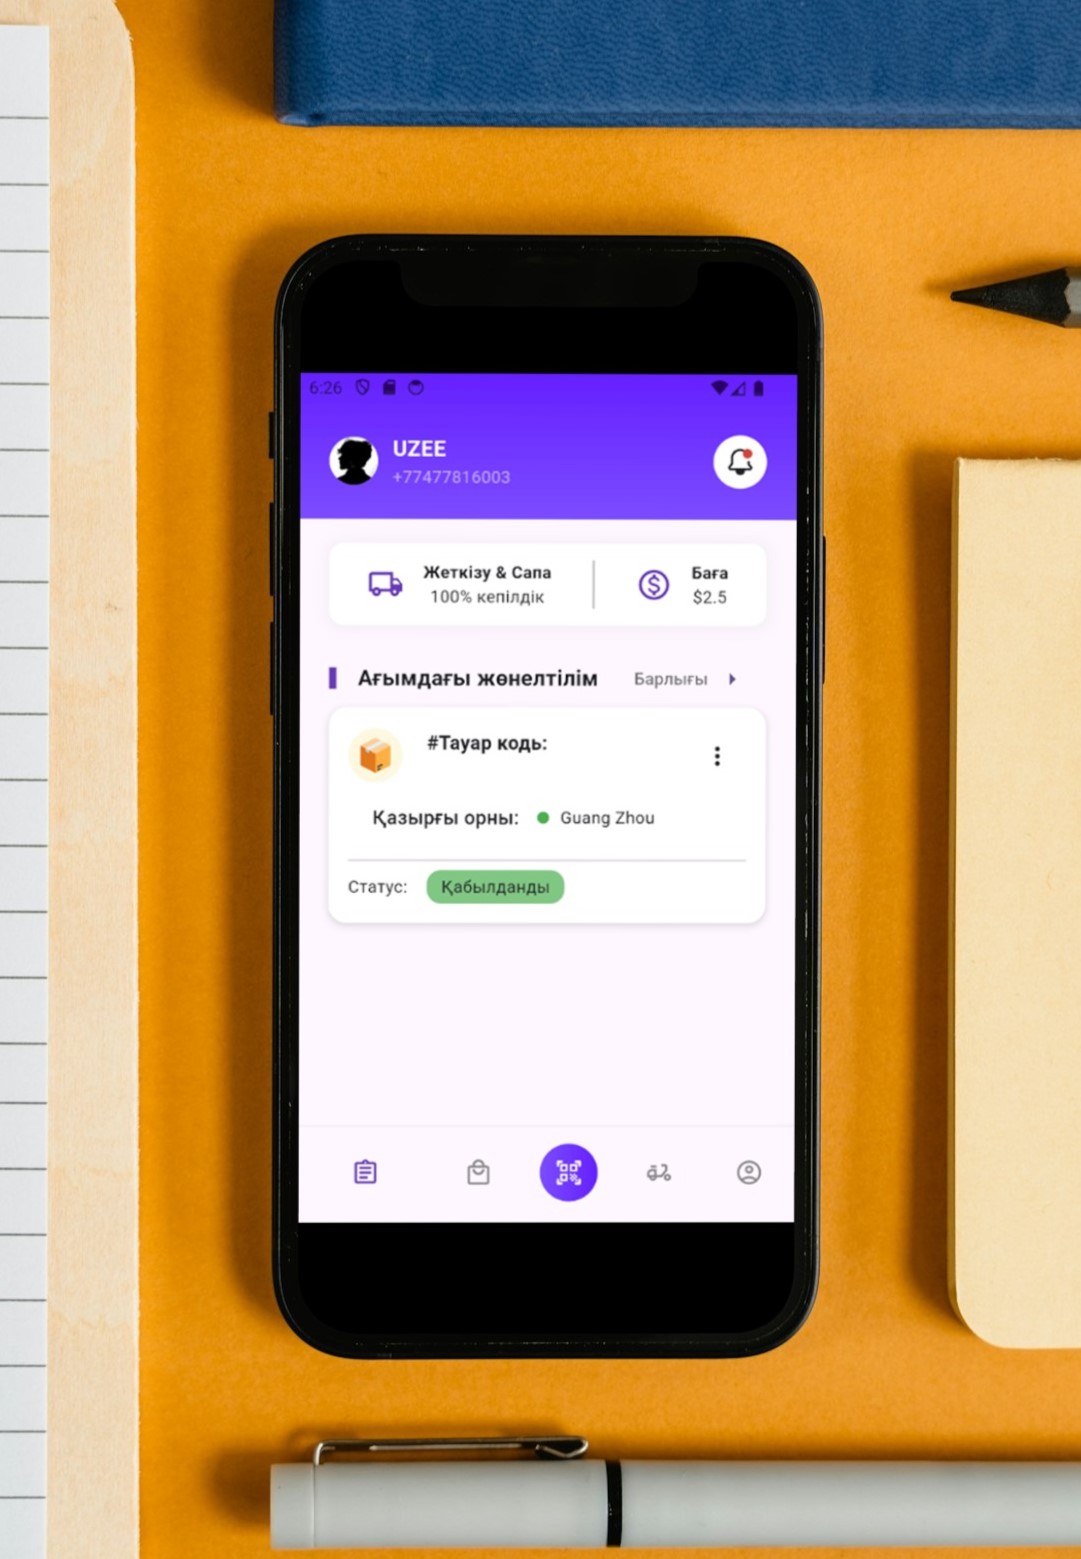 6:26
UZEE
+77477816003
Жеткізу & Сапа
100% кепілдік
Баға
$2.5
Ағымдағы жөнелтілім
Барлығы
#Тауар кодь:
Қазырғы орны:
Guang Zhou
Статус:
Қабылданды